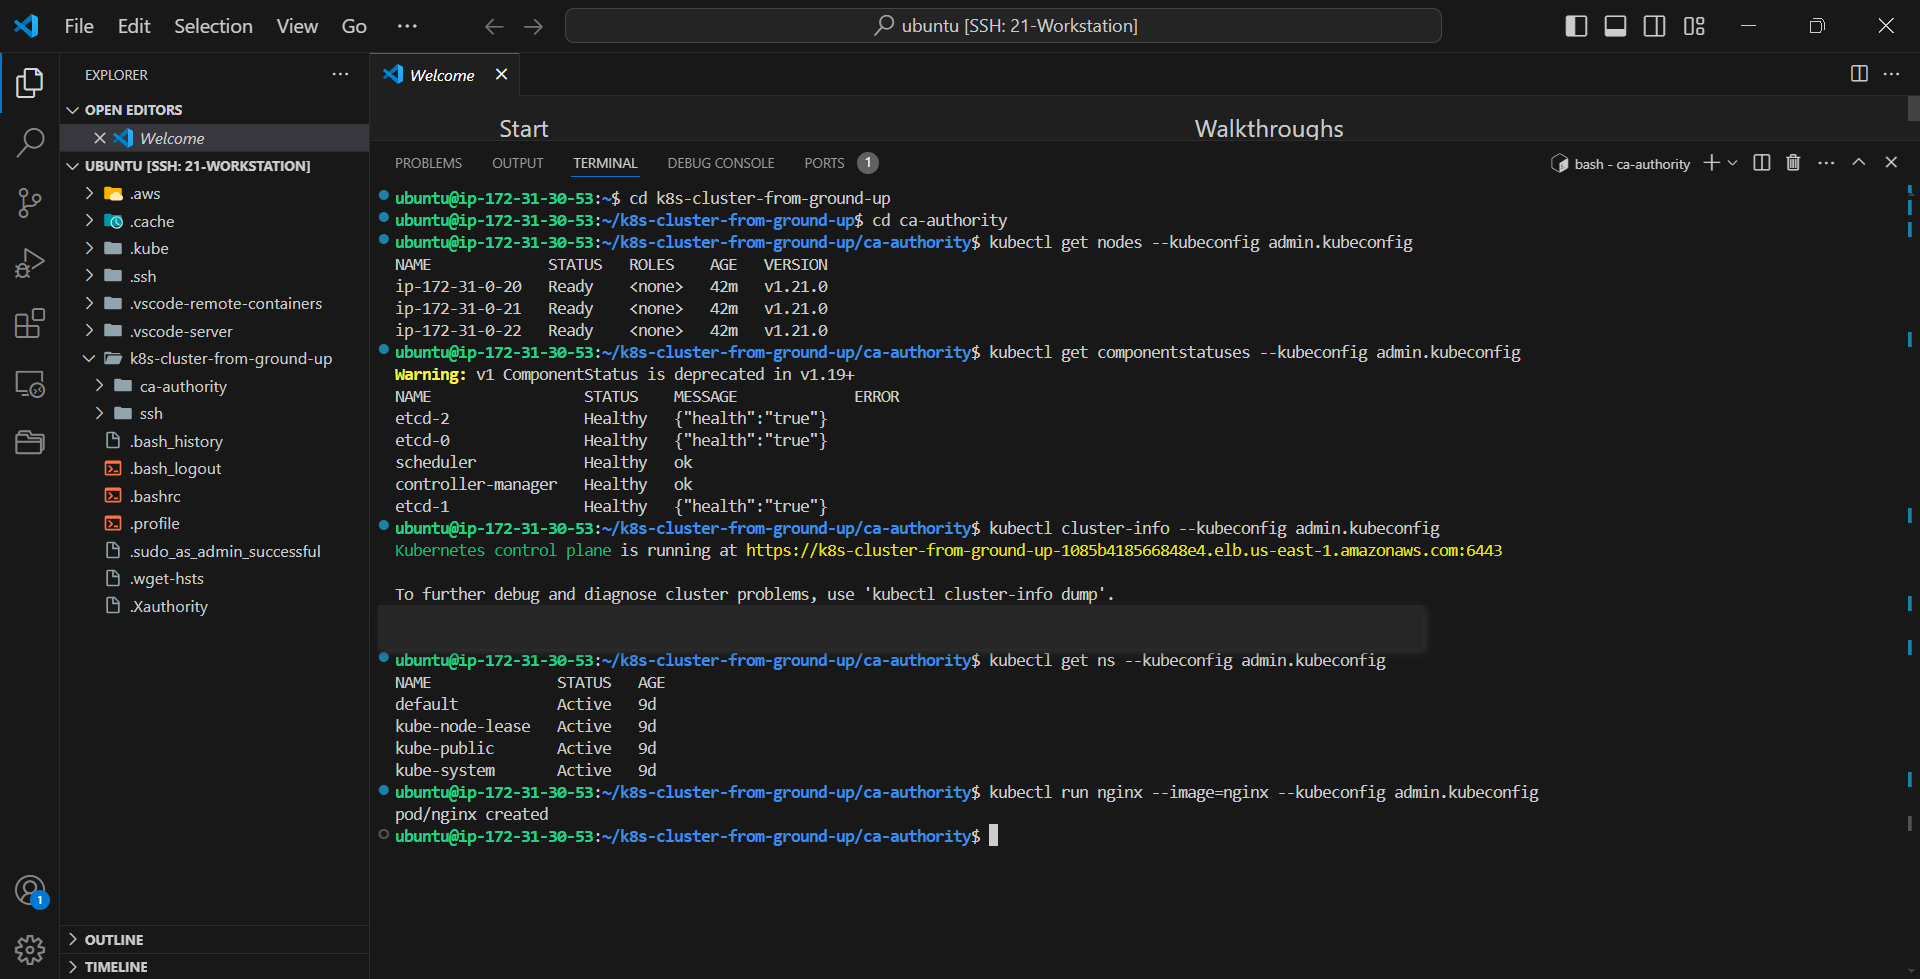 File Edit Selection View Go ···
ubuntu [SSH: 21-Workstation]
EXPLORER ···
OPEN EDITORS
Welcome
UBUNTU [SSH: 21-WORKSTATION]
.aws
.cache
.kube
.ssh
.vscode-remote-containers
.vscode-server
k8s-cluster-from-ground-up
ca-authority
ssh
.bash_history
.bash_logout
.bashrc
.profile
.sudo_as_admin_successful
.wget-hsts
.Xauthority
OUTLINE
TIMELINE
1
Welcome
Start Walkthroughs
PROBLEMS OUTPUT TERMINAL DEBUG CONSOLE PORTS 1
bash - ca-authority
ubuntu@ip-172-31-30-53:~$ cd k8s-cluster-from-ground-up
ubuntu@ip-172-31-30-53:~/k8s-cluster-from-ground-up$ cd ca-authority
ubuntu@ip-172-31-30-53:~/k8s-cluster-from-ground-up/ca-authority$ kubectl get nodes --kubeconfig admin.kubeconfig
NAME STATUS ROLES AGE VERSION
ip-172-31-0-20 Ready <none> 42m v1.21.0
ip-172-31-0-21 Ready <none> 42m v1.21.0
ip-172-31-0-22 Ready <none> 42m v1.21.0
ubuntu@ip-172-31-30-53:~/k8s-cluster-from-ground-up/ca-authority$ kubectl get componentstatuses --kubeconfig admin.kubeconfig
Warning: v1 ComponentStatus is deprecated in v1.19+
NAME STATUS MESSAGE ERROR
etcd-2 Healthy {"health":"true"}
etcd-0 Healthy {"health":"true"}
scheduler Healthy ok
controller-manager Healthy ok
etcd-1 Healthy {"health":"true"}
ubuntu@ip-172-31-30-53:~/k8s-cluster-from-ground-up/ca-authority$ kubectl cluster-info --kubeconfig admin.kubeconfig
Kubernetes control plane is running at https://k8s-cluster-from-ground-up-1085b418566848e4.elb.us-east-1.amazonaws.com:6443
To further debug and diagnose cluster problems, use 'kubectl cluster-info dump'.
ubuntu@ip-172-31-30-53:~/k8s-cluster-from-ground-up/ca-authority$ kubectl get ns --kubeconfig admin.kubeconfig
NAME STATUS AGE
default Active 9d
kube-node-lease Active 9d
kube-public Active 9d
kube-system Active 9d
ubuntu@ip-172-31-30-53:~/k8s-cluster-from-ground-up/ca-authority$ kubectl run nginx --image=nginx --kubeconfig admin.kubeconfig
pod/nginx created
ubuntu@ip-172-31-30-53:~/k8s-cluster-from-ground-up/ca-authority$